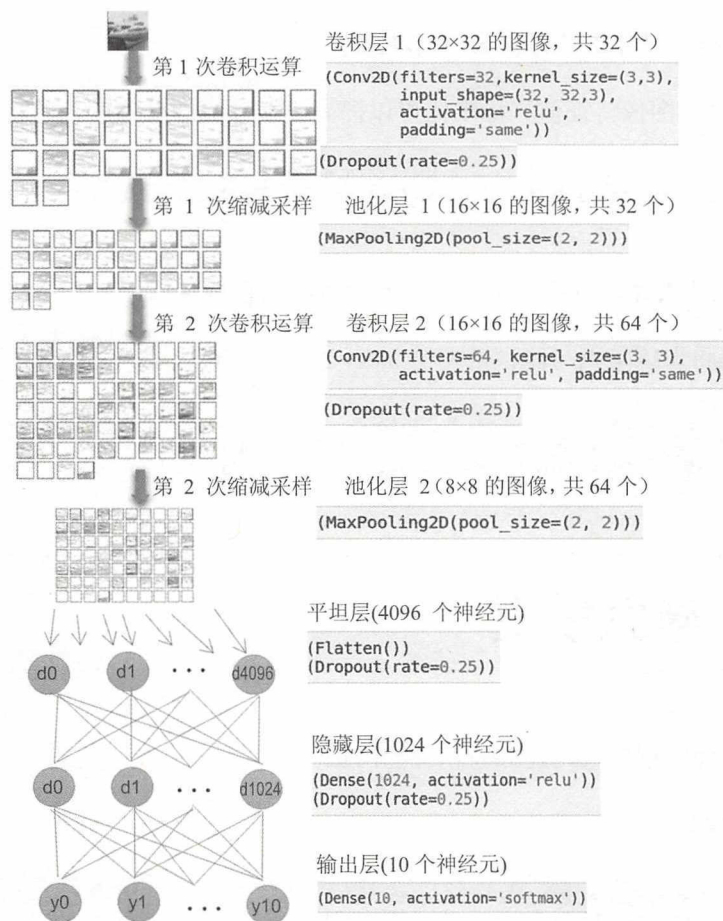 卷积层 1（32×32 的图像，共 32 个）
第 1 次卷积运算
(Conv2D(filters=32,kernel_size=(3,3),
input_shape=(32, 32,3),
activation='relu',
padding='same'))
(Dropout(rate=0.25))
第 1 次缩减采样 池化层 1(16×16 的图像，共 32 个）
(MaxPooling2D(pool_size=(2, 2)))
第 2 次卷积运算 卷积层 2（16×16 的图像，共 64 个）
(Conv2D(filters=64, kernel_size=(3, 3),
activation='relu', padding='same'))
(Dropout(rate=0.25))
第 2 次缩减采样 池化层 2（8×8 的图像，共 64 个）
(MaxPooling2D(pool_size=(2, 2)))
平坦层(4096 个神经元)
(Flatten())
(Dropout(rate=0.25))
d0 d1 ··· d4096
隐藏层(1024 个神经元)
(Dense(1024, activation='relu'))
(Dropout(rate=0.25))
d0 d1 ··· d1024
输出层(10 个神经元)
(Dense(10, activation='softmax'))
y0 y1 ··· y10